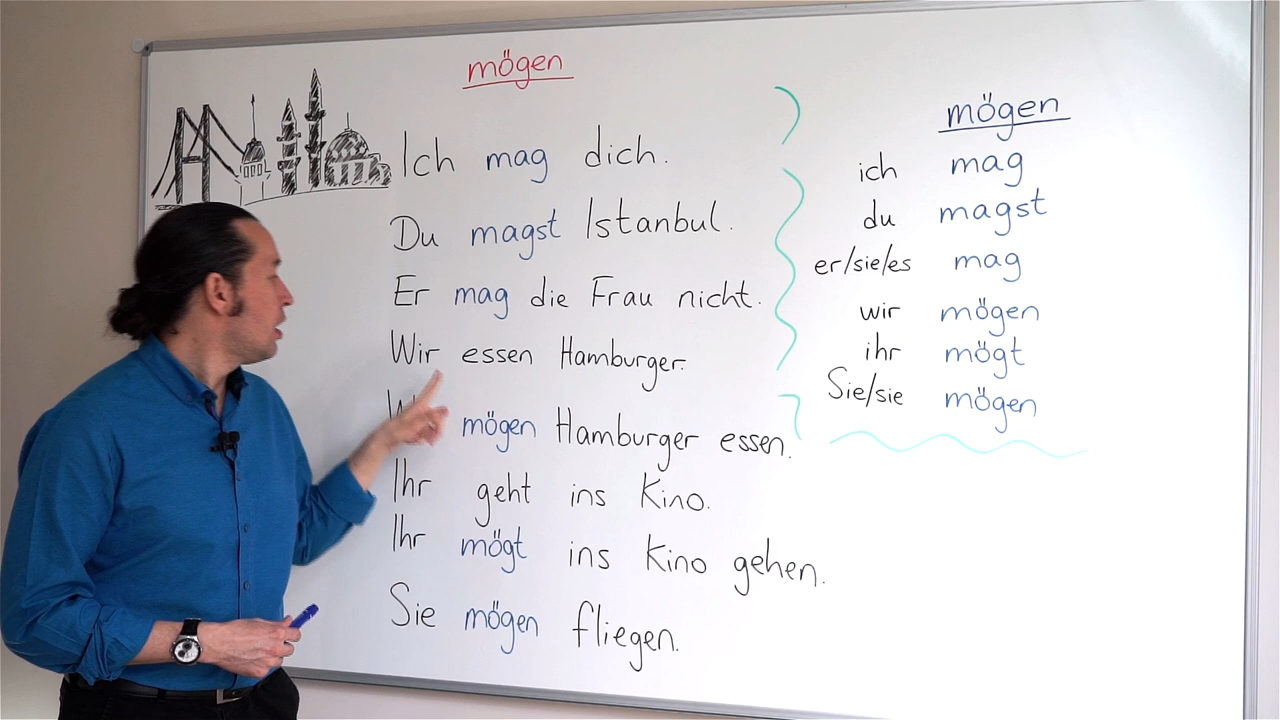 mögen
Ich mag dich.
Du magst Istanbul.
Er mag die Frau nicht.
Wir essen Hamburger.
mögen Hamburger essen.
Ihr geht ins Kino.
Ihr mögt ins Kino gehen.
Sie mögen fliegen.
mögen
ich mag
du magst
er/sie/es mag
wir mögen
ihr mögt
Sie/sie mögen